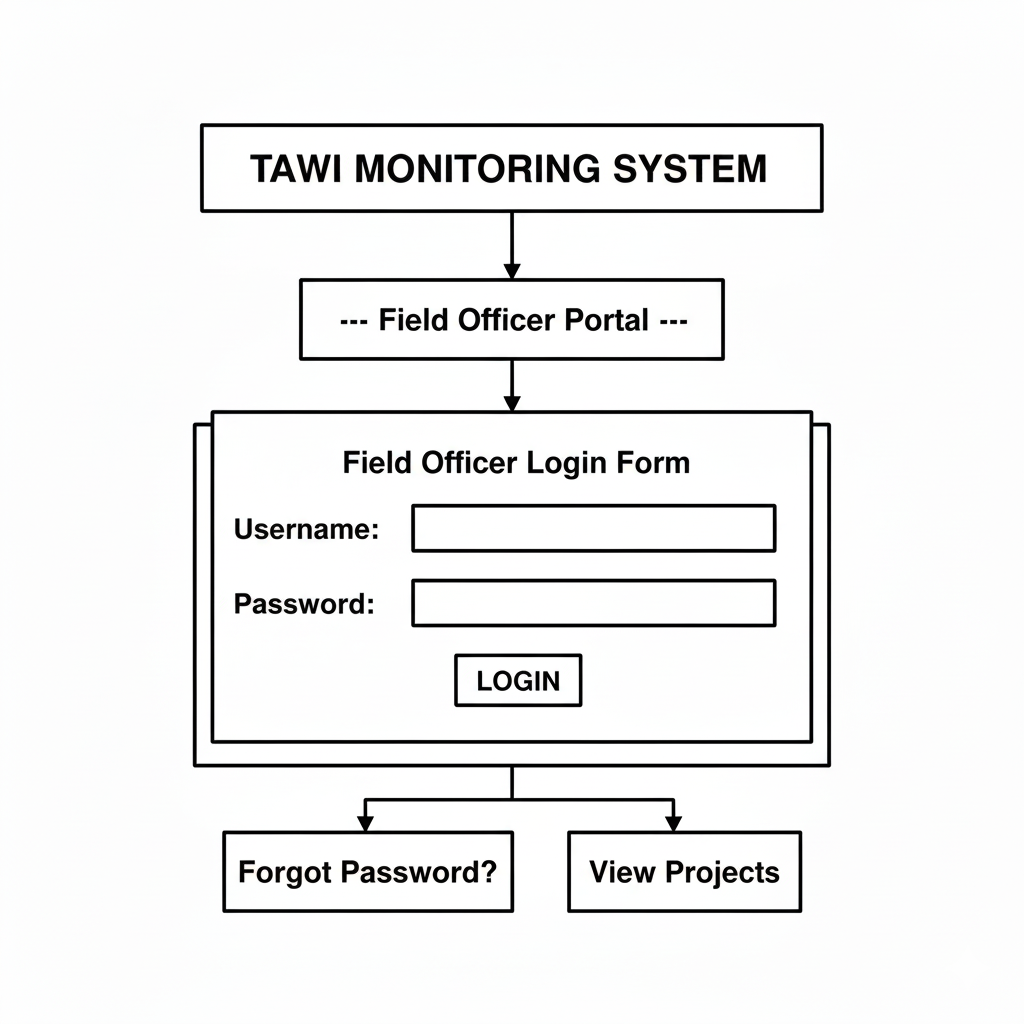 TAWI MONITORING SYSTEM
--- Field Officer Portal ---
Field Officer Login Form
Username:
Password:
LOGIN
Forgot Password?
View Projects